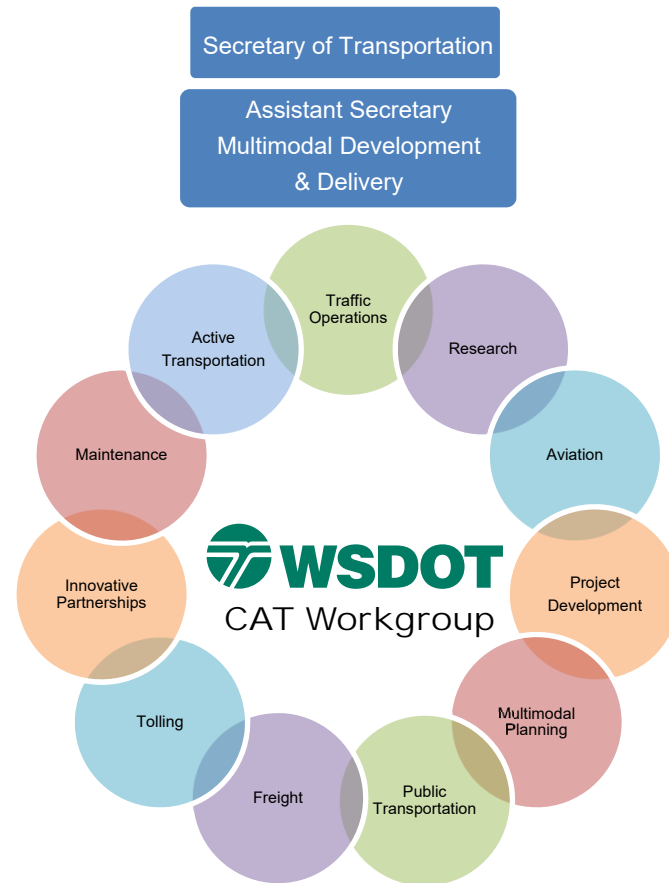 Secretary of Transportation
Assistant Secretary
Multimodal Development
& Delivery
Traffic
Operations
Research
Aviation
Project
Development
Multimodal
Planning
Public
Transportation
Freight
Tolling
Innovative
Partnerships
Maintenance
Active
Transportation
WSDOT
CAT Workgroup